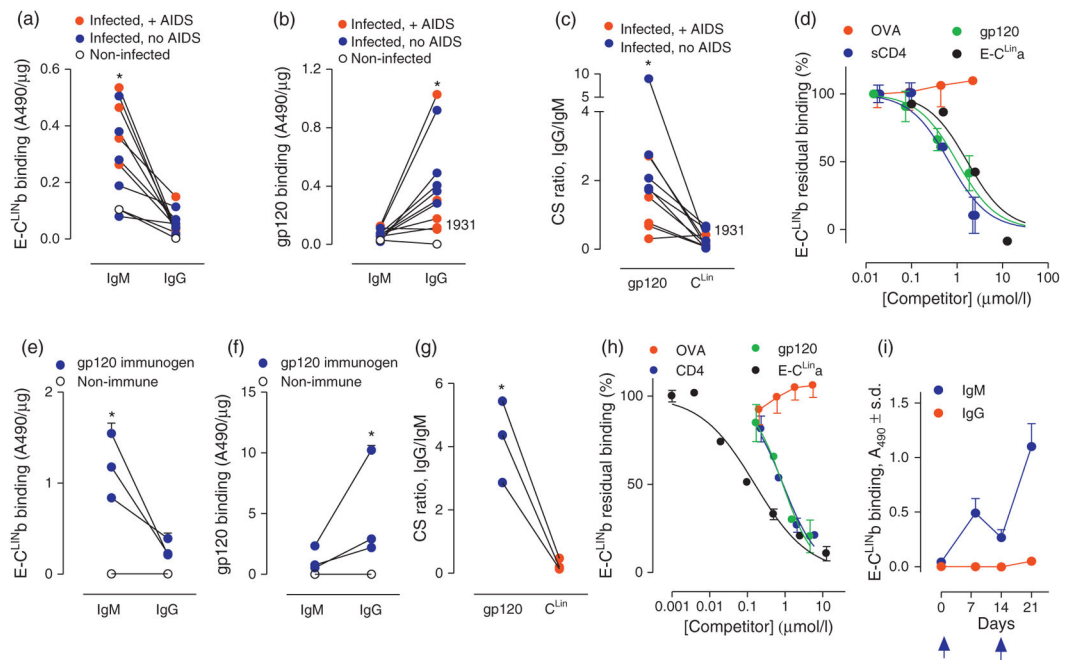 (a)
Infected, + AIDS
Infected, no AIDS
Non-infected
E-C^LIN b binding (A490/μg)
0.6
0.4
0.2
0.0
*
IgM
IgG
(b)
Infected, + AIDS
Infected, no AIDS
Non-infected
gp120 binding (A490/μg)
1.2
0.8
0.4
0.0
*
1931
IgM
IgG
(c)
Infected, + AIDS
Infected, no AIDS
CS ratio, IgG/IgM
10
5
4
2
0
*
1931
gp120
C^Lin
(d)
OVA
gp120
sCD4
E-C^Lin a
E-C^LIN b residual binding (%)
100
50
0
0.01
0.1
1
10
100
[Competitor] (μmol/l)
(e)
gp120 immunogen
Non-immune
E-C^LIN b binding (A490/μg)
2
1
0
*
IgM
IgG
(f)
gp120 immunogen
Non-immune
gp120 binding (A490/μg)
15
10
5
0
*
IgM
IgG
(g)
CS ratio, IgG/IgM
6
4
2
0
*
gp120
C^Lin
(h)
OVA
gp120
CD4
E-C^Lin a
E-C^LIN b residual binding (%)
100
50
0
0.001
0.01
0.1
1
10
[Competitor] (μmol/l)
(i)
IgM
IgG
E-C^LIN b binding, A490 ± s.d.
1.5
1.0
0.5
0.0
0
7
14
21
Days